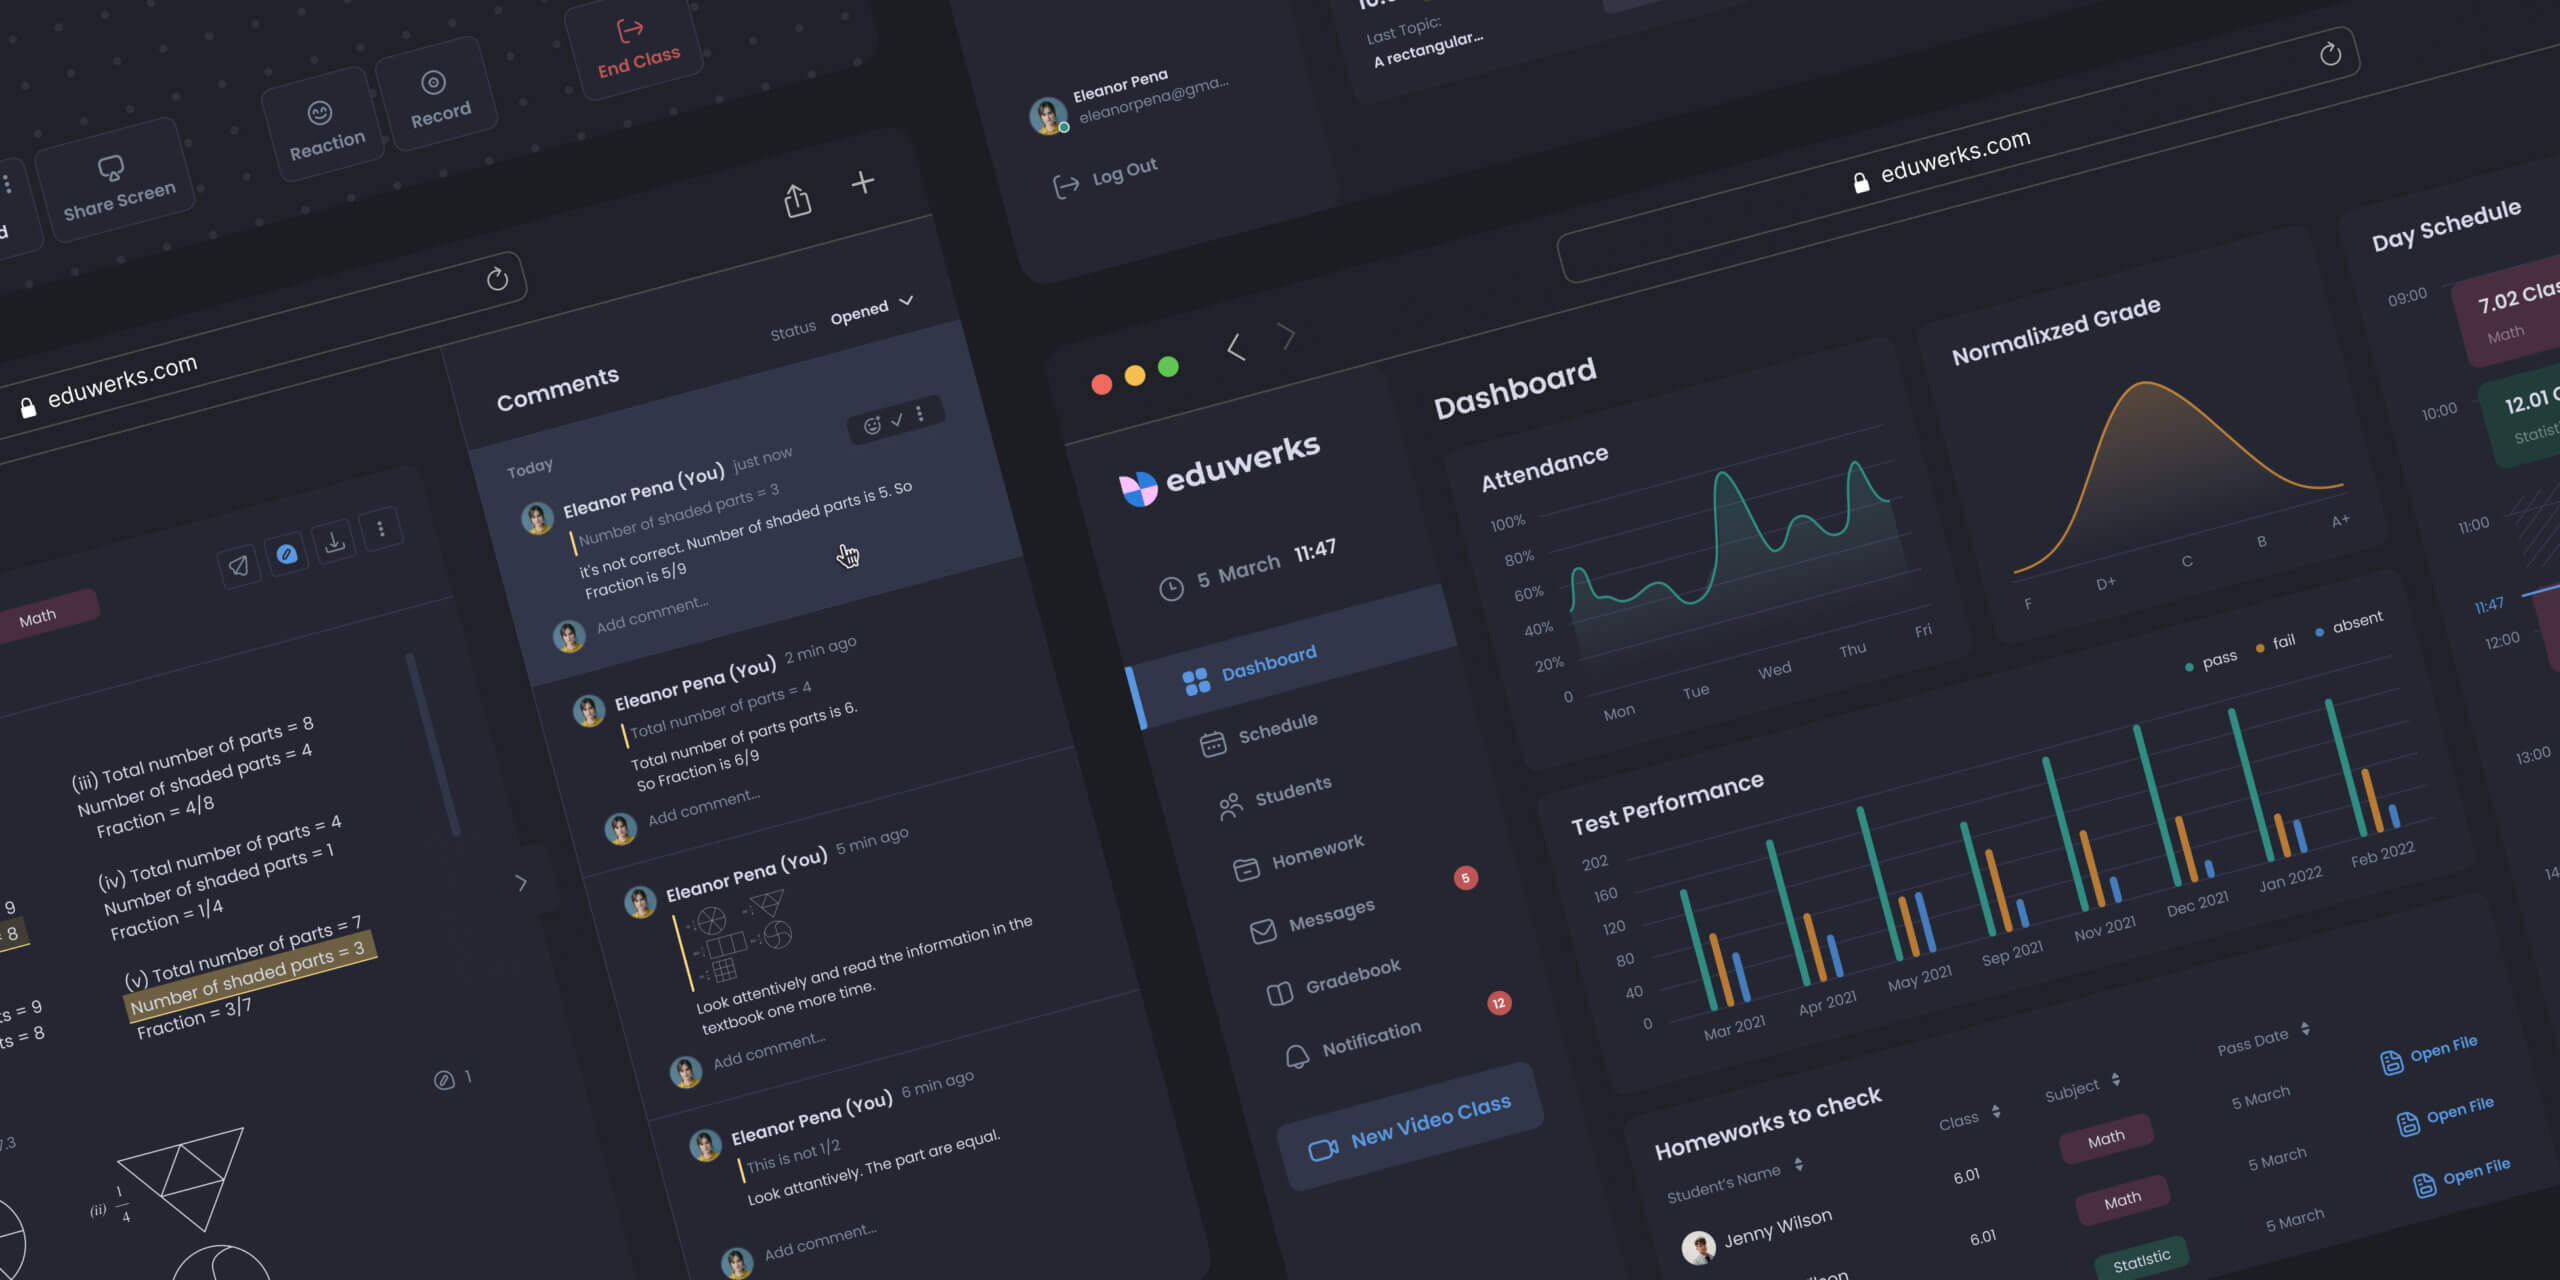 End Class
Record
Reaction
Share Screen
d
eduwerks.com
Math
(iii) Total number of parts = 8
Number of shaded parts = 4
Fraction = 4/8
(iv) Total number of parts = 4
Number of shaded parts = 1
Fraction = 1/4
(v) Total number of parts = 7
Number of shaded parts = 3
Fraction = 3/7
9
= 8
ts = 9
ts = 8
1
7.3
(ii) 1/4
Comments
Status Opened
Today
Eleanor Pena (You) just now
Number of shaded parts = 3
it's not correct. Number of shaded parts is 5. So
Fraction is 5/9
Add comment...
Eleanor Pena (You) 2 min ago
Total number of parts = 4
Total number of parts parts is 6.
So Fraction is 6/9
Add comment...
Eleanor Pena (You) 5 min ago
Look attentively and read the information in the
textbook one more time.
Add comment...
Eleanor Pena (You) 6 min ago
This is not 1/2
Look attantively. The part are equal.
Add comment...
Last Topic:
A rectangular...
Eleanor Pena
eleanorpena@gma...
Log Out
eduwerks.com
eduwerks
5 March 11:47
Dashboard
Schedule
Students
Homework
Messages 5
Gradebook
Notification 12
New Video Class
Dashboard
Attendance
100%
80%
60%
40%
20%
0
Mon Tue Wed Thu Fri
Normalixzed Grade
F D+ C B A+
Test Performance
pass fail absent
202
160
120
80
40
0
Mar 2021 Apr 2021 May 2021 Sep 2021 Nov 2021 Dec 2021 Jan 2022 Feb 2022
Homeworks to check
Student's Name Class Subject Pass Date
Jenny Wilson 6.01 Math 5 March Open File
6.01 Math 5 March Open File
Statistic 5 March Open File
Day Schedule
09:00
7.02 Clas
Math
10:00
12.01 C
Statist
11:00
11:47
12:00
13:00
14